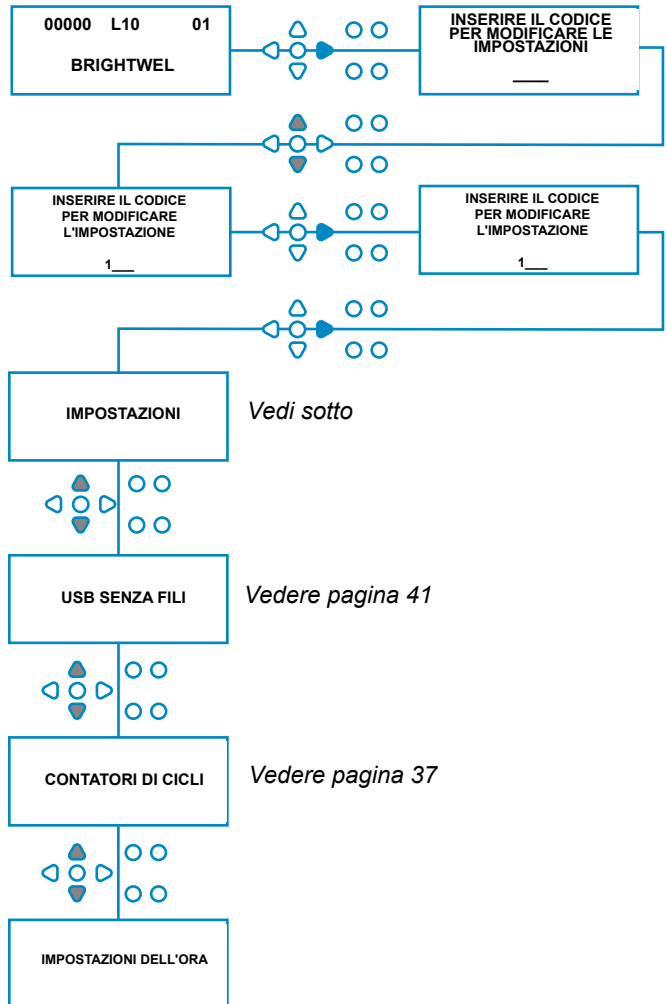 00000 L10 01
BRIGHTWEL
INSERIRE IL CODICE
PER MODIFICARE LE
IMPOSTAZIONI
____
INSERIRE IL CODICE
PER MODIFICARE
L'IMPOSTAZIONE
1___
INSERIRE IL CODICE
PER MODIFICARE
L'IMPOSTAZIONE
1___
IMPOSTAZIONI
Vedi sotto
USB SENZA FILI
Vedere pagina 41
CONTATORI DI CICLI
Vedere pagina 37
IMPOSTAZIONI DELL'ORA